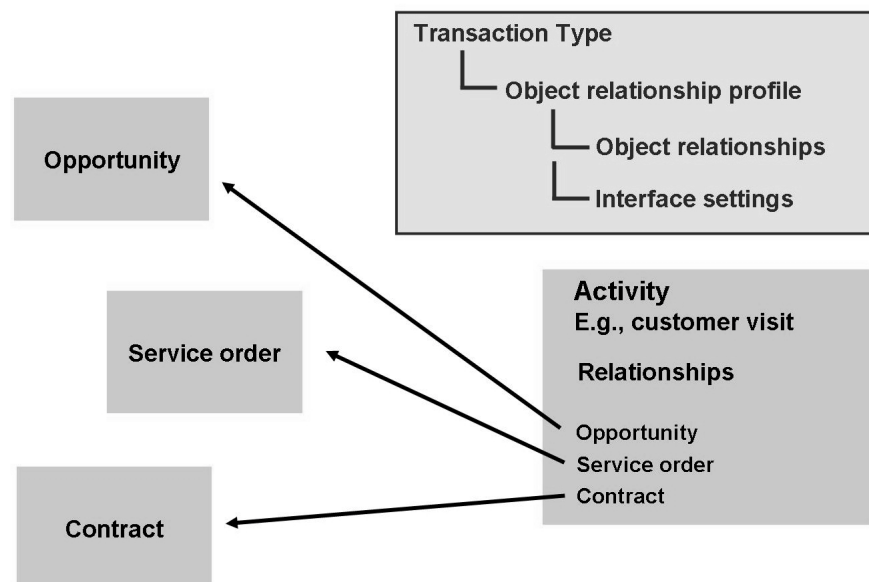 Transaction Type
Object relationship profile
Object relationships
Interface settings
Opportunity
Service order
Contract
Activity
E.g., customer visit
Relationships
Opportunity
Service order
Contract